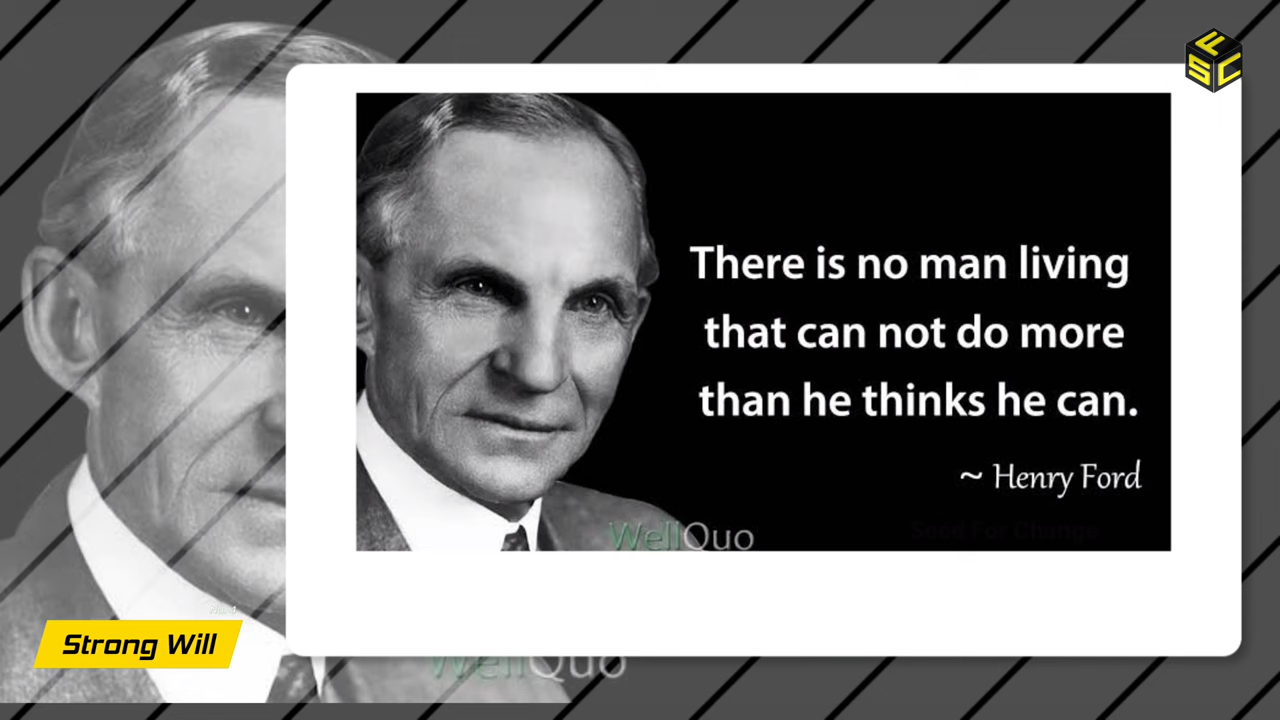 FSC
There is no man living
that can not do more
than he thinks he can.
~ Henry Ford
WellQuo
Seed For Change
Strong Will
WellQuo